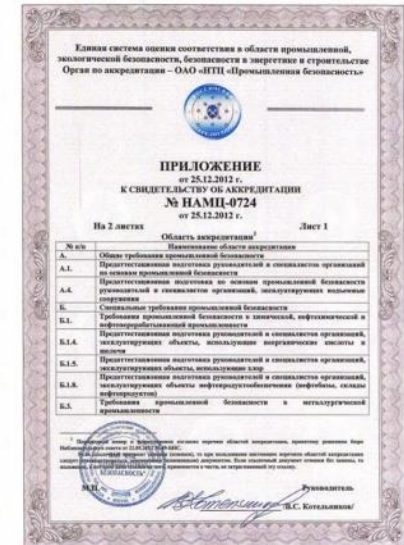 Единая система оценки соответствия в области промышленной,
экологической безопасности, безопасности в энергетике и строительстве
Орган по аккредитации – ОАО «НТЦ «Промышленная безопасность»
ПРИЛОЖЕНИЕ
от 25.12.2012 г.
К СВИДЕТЕЛЬСТВУ ОБ АККРЕДИТАЦИИ
№ НАМЦ-0724
от 25.12.2012 г.
На 2 листах Лист 1
Область аккредитации²
№ п/п Наименование области аккредитации
А. Общие требования промышленной безопасности
А.1. Предаттестационная подготовка руководителей и специалистов организаций
по основам промышленной безопасности
А.4. Предаттестационная подготовка по основам промышленной безопасности
руководителей и специалистов организаций, эксплуатирующих подъемные
сооружения
Б. Специальные требования промышленной безопасности
Б.1. Требования промышленной безопасности в химической, нефтехимической и
нефтеперерабатывающей промышленности
Б.1.4. Предаттестационная подготовка руководителей и специалистов организаций,
эксплуатирующих объекты, использующие неорганические кислоты и
щелочи
Б.1.5. Предаттестационная подготовка руководителей и специалистов организаций,
эксплуатирующих объекты, использующие хлор
Б.1.8. Предаттестационная подготовка руководителей и специалистов организаций,
эксплуатирующих объекты нефтепродуктообеспечения (нефтебазы, склады
нефтепродуктов)
Б.3. Требования промышленной безопасности в металлургической
промышленности
БЕЗОПАСНОСТЬ
М.П. Руководитель
/В.С. Котельников/